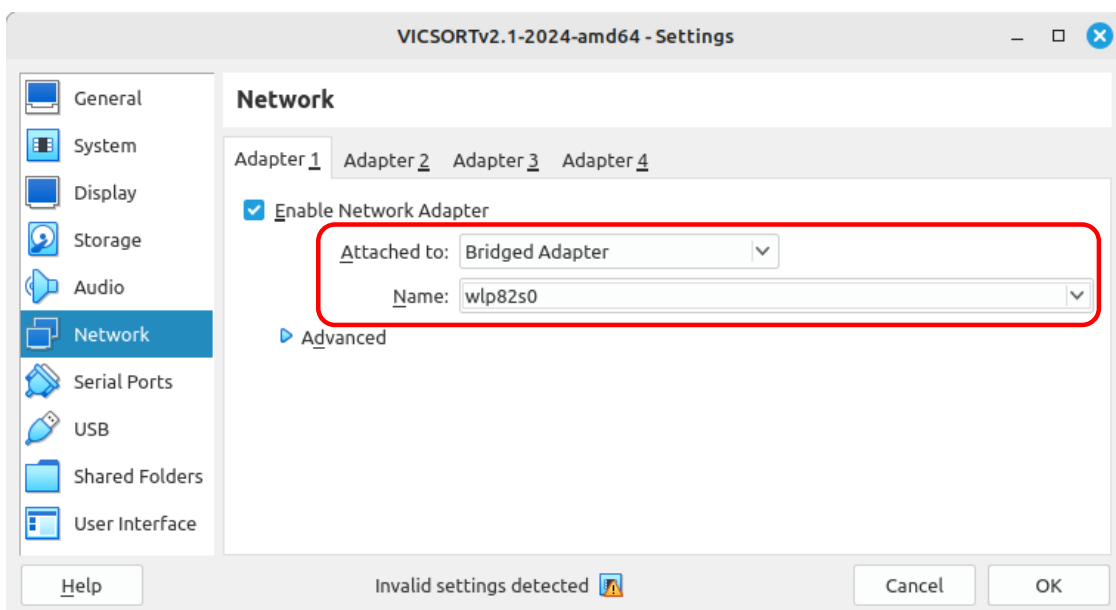 VICSORTv2.1-2024-amd64 - Settings
General
System
Display
Storage
Audio
Network
Serial Ports
USB
Shared Folders
User Interface
Network
Adapter 1 Adapter 2 Adapter 3 Adapter 4
Enable Network Adapter
Attached to: Bridged Adapter
Name: wlp82s0
Advanced
Help Invalid settings detected Cancel OK